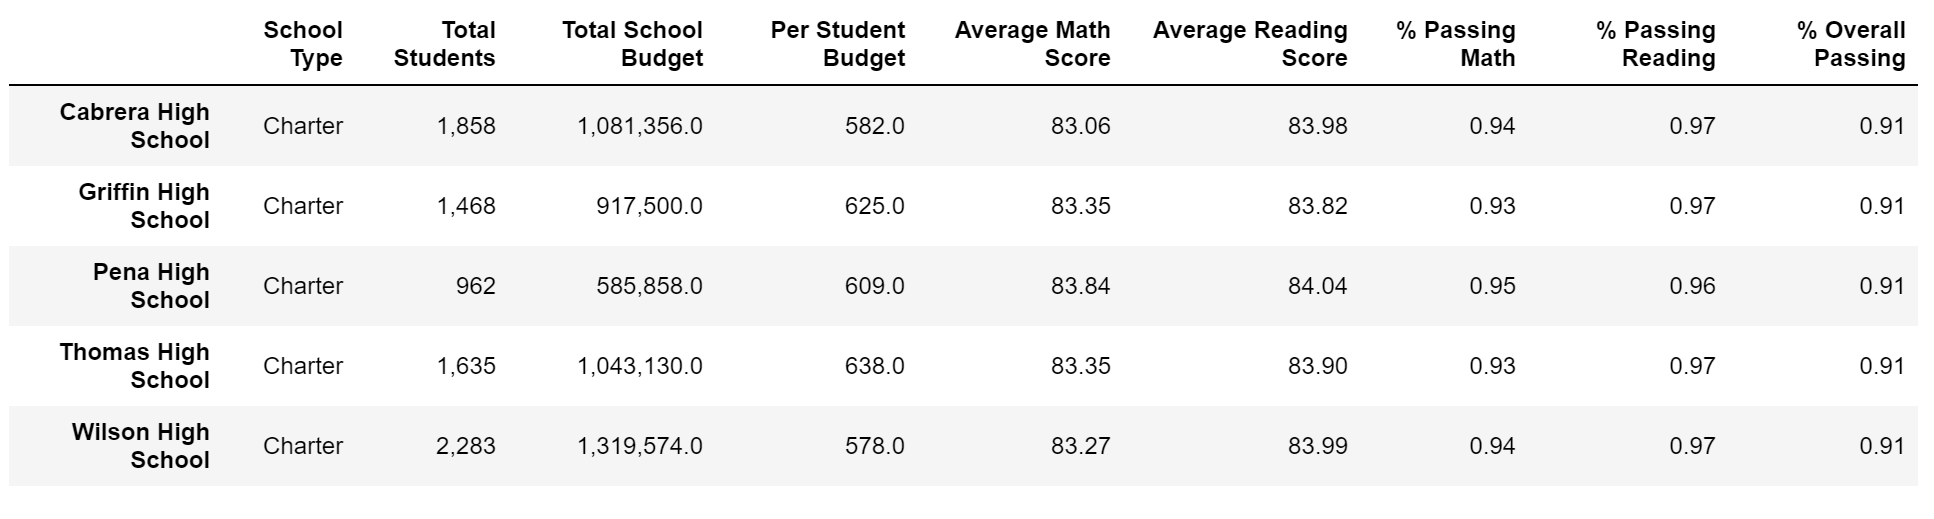 School Type Total Students Total School Budget Per Student Budget Average Math Score Average Reading Score % Passing Math % Passing Reading % Overall Passing
Cabrera High School Charter 1,858 1,081,356.0 582.0 83.06 83.98 0.94 0.97 0.91
Griffin High School Charter 1,468 917,500.0 625.0 83.35 83.82 0.93 0.97 0.91
Pena High School Charter 962 585,858.0 609.0 83.84 84.04 0.95 0.96 0.91
Thomas High School Charter 1,635 1,043,130.0 638.0 83.35 83.90 0.93 0.97 0.91
Wilson High School Charter 2,283 1,319,574.0 578.0 83.27 83.99 0.94 0.97 0.91